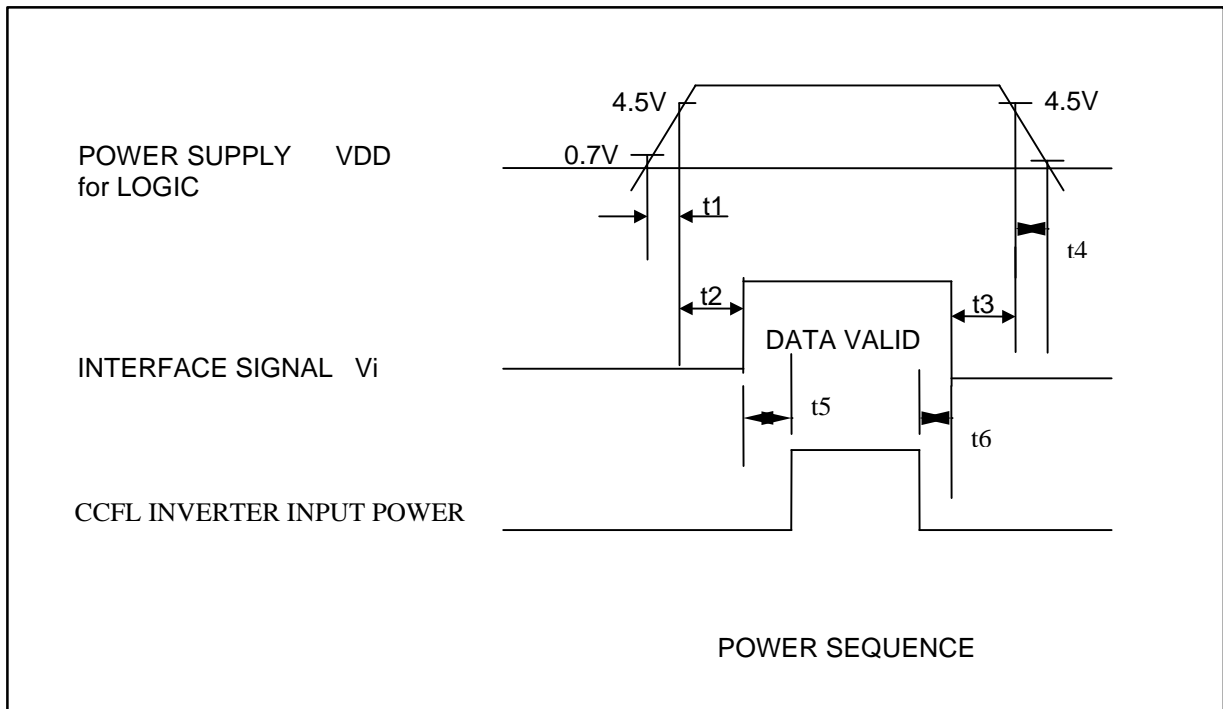 4.5V
4.5V
POWER SUPPLY VDD
for LOGIC
0.7V
t1
t4
t2
t3
DATA VALID
INTERFACE SIGNAL Vi
t5
t6
CCFL INVERTER INPUT POWER
POWER SEQUENCE